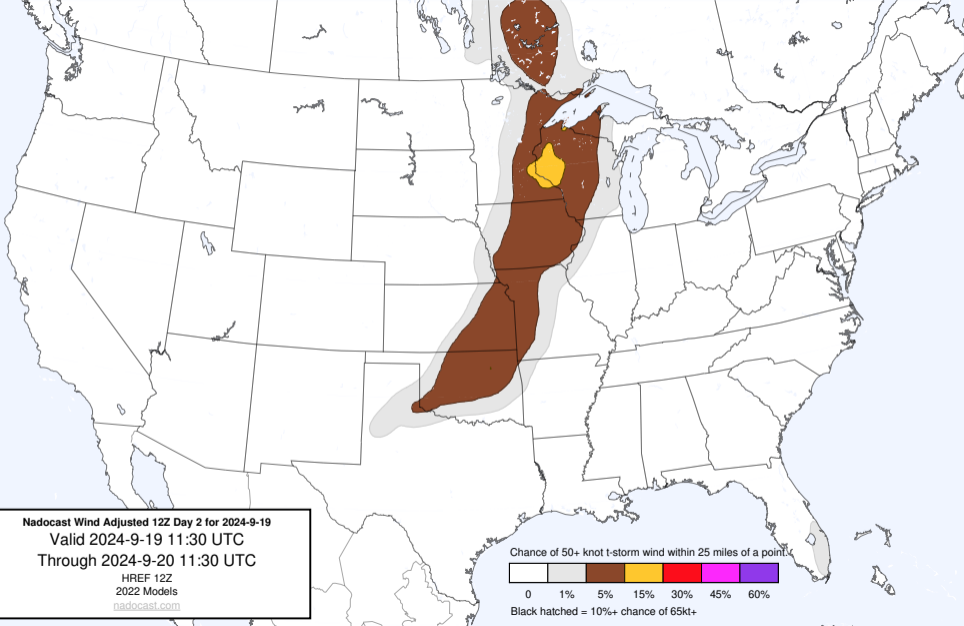 Nadocast Wind Adjusted 12Z Day 2 for 2024-9-19
Valid 2024-9-19 11:30 UTC
Through 2024-9-20 11:30 UTC
HREF 12Z
2022 Models
nadocast.com
Chance of 50+ knot t-storm wind within 25 miles of a point.
0 1% 5% 15% 30% 45% 60%
Black hatched = 10%+ chance of 65kt+